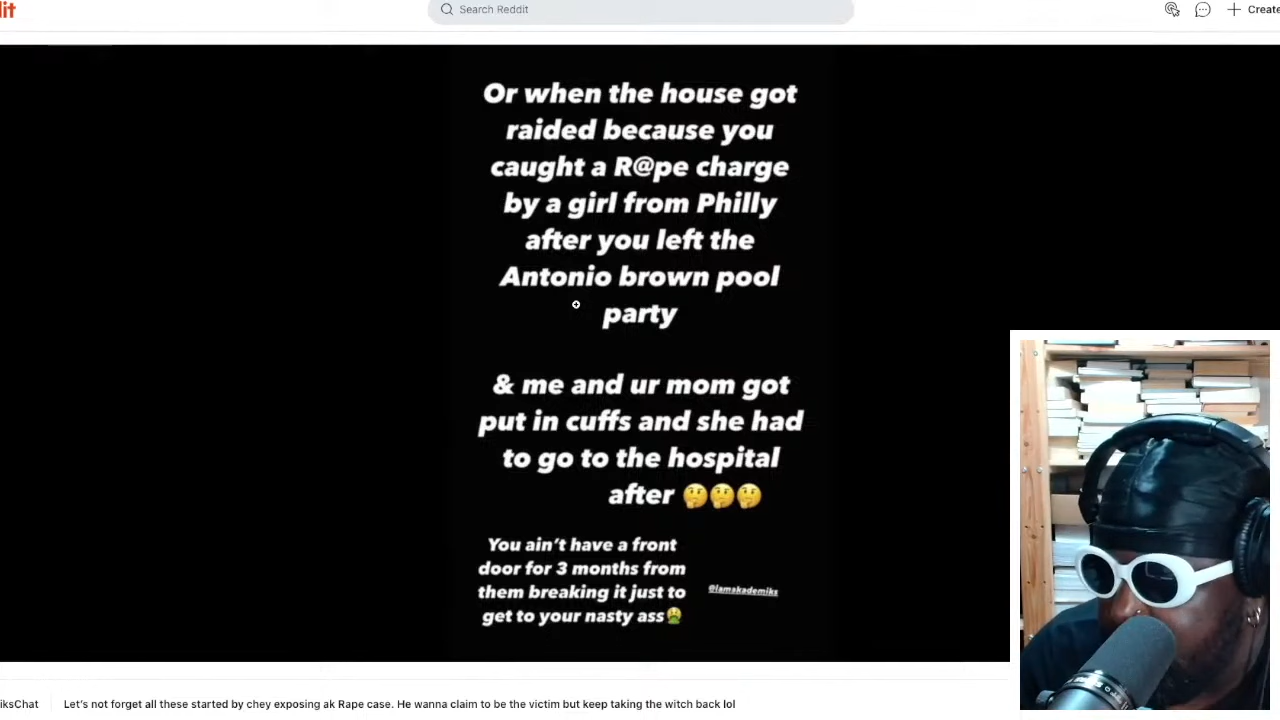 it
Search Reddit
Create
Or when the house got
raided because you
caught a R@pe charge
by a girl from Philly
after you left the
Antonio brown pool
party
& me and ur mom got
put in cuffs and she had
to go to the hospital
after 🤔🤔🤔
You ain't have a front
door for 3 months from
them breaking it just to
get to your nasty ass🤮
@iamakademiks
iksChat
Let's not forget all these started by chey exposing ak Rape case. He wanna claim to be the victim but keep taking the witch back lol